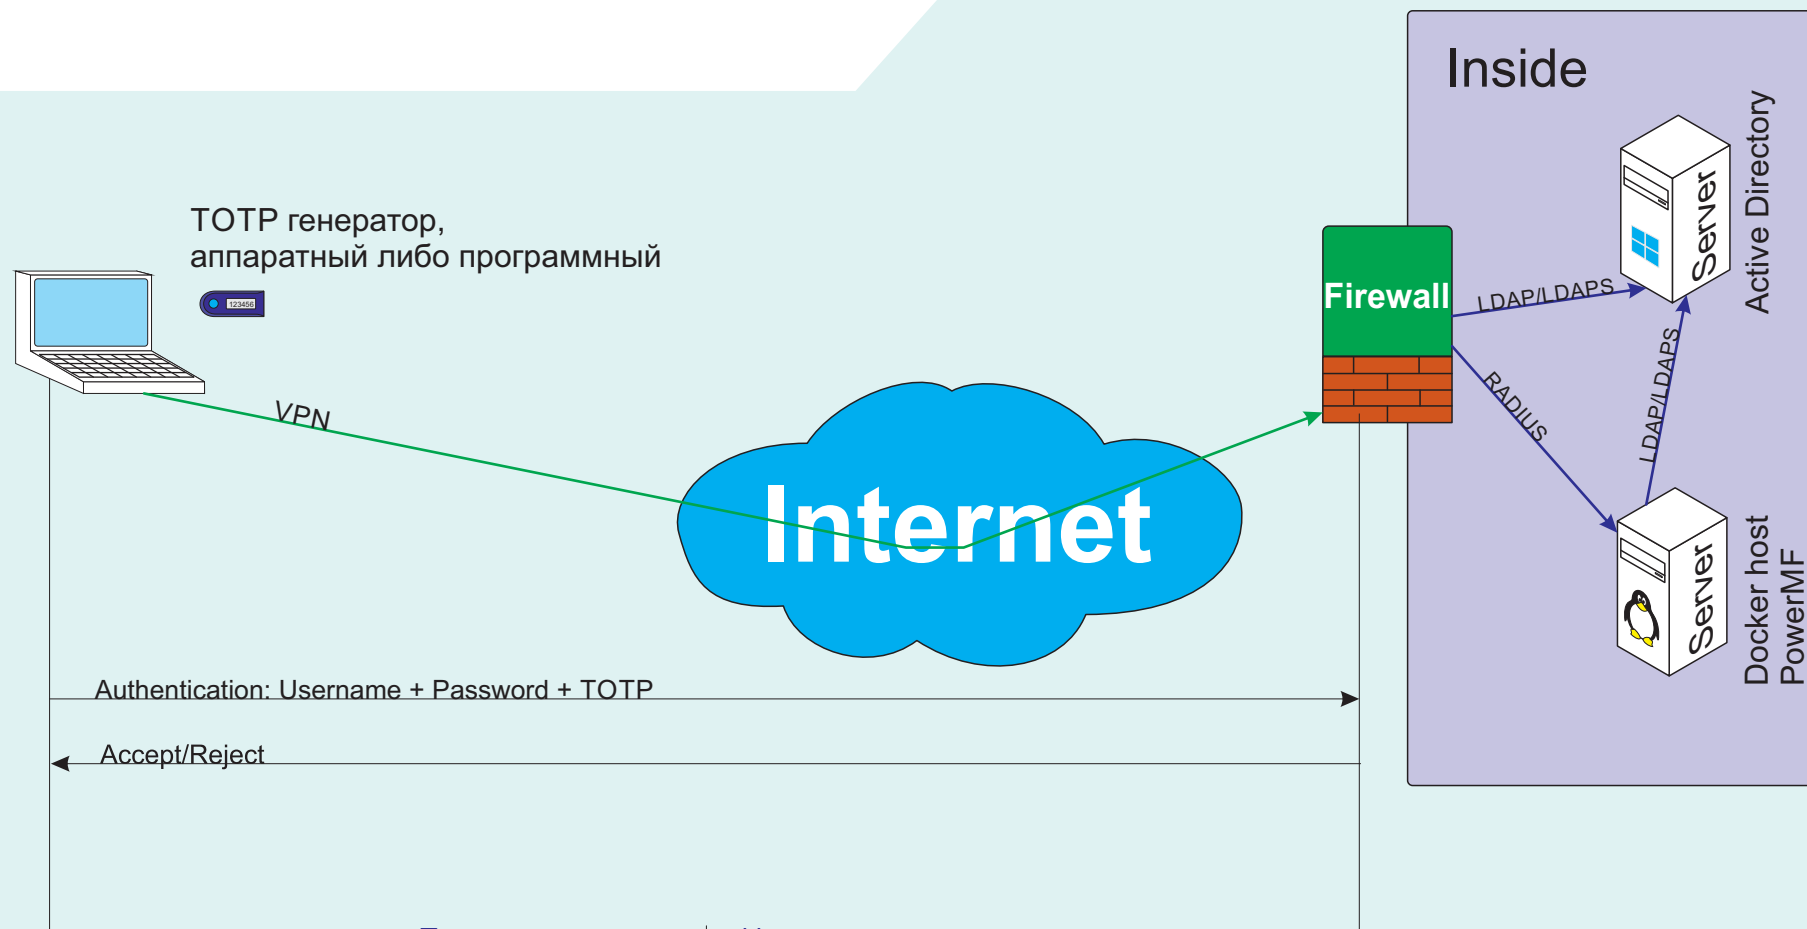 Inside
Active Directory
Server
TOTP генератор,
аппаратный либо программный
123456
Firewall
LDAP/LDAPS
LDAP/LDAPS
RADIUS
VPN
Internet
Server
Docker host
PowerMF
Authentication: Username + Password + TOTP
Accept/Reject